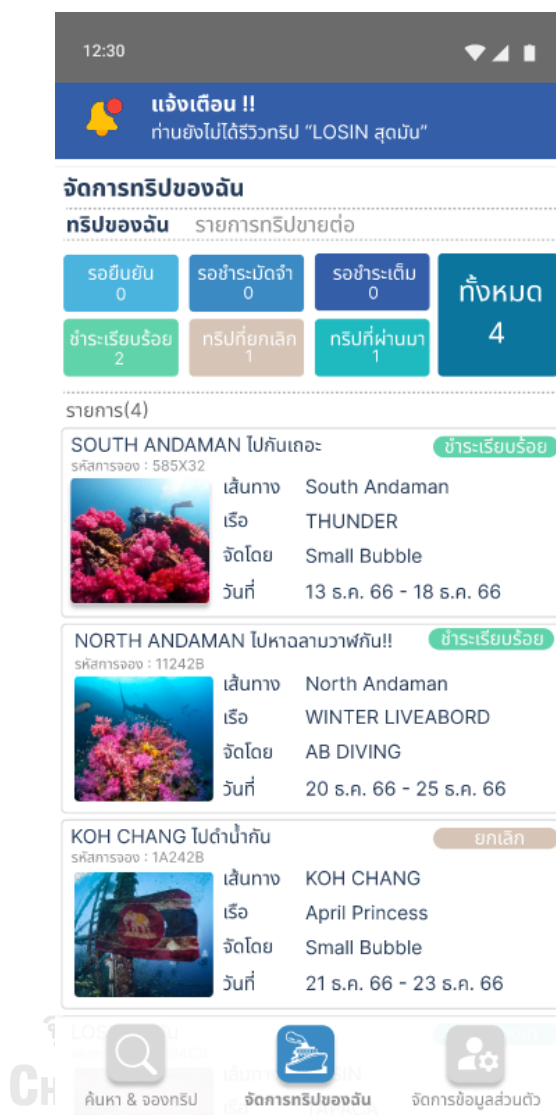 12:30
แจ้งเตือน !!
ท่านยังไม่ได้รีวิวทริป “LOSIN สุดมัน”
จัดการทริปของฉัน
ทริปของฉัน รายการทริปขายต่อ
รอยืนยัน
0
รอชำระมัดจำ
0
รอชำระเต็ม
0
ทั้งหมด
4
ชำระเรียบร้อย
2
ทริปที่ยกเลิก
1
ทริปที่ผ่านมา
1
รายการ(4)
SOUTH ANDAMAN ไปกันเถอะ ชำระเรียบร้อย
รหัสการจอง : 585X32
เส้นทาง South Andaman
เรือ THUNDER
จัดโดย Small Bubble
วันที่ 13 ธ.ค. 66 - 18 ธ.ค. 66
NORTH ANDAMAN ไปหาฉลามวาฬกัน!! ชำระเรียบร้อย
รหัสการจอง : 11242B
เส้นทาง North Andaman
เรือ WINTER LIVEABORD
จัดโดย AB DIVING
วันที่ 20 ธ.ค. 66 - 25 ธ.ค. 66
KOH CHANG ไปดำน้ำกัน ยกเลิก
รหัสการจอง : 1A242B
เส้นทาง KOH CHANG
เรือ April Princess
จัดโดย Small Bubble
วันที่ 21 ธ.ค. 66 - 23 ธ.ค. 66
ค้นหา & จองทริป จัดการทริปของฉัน จัดการข้อมูลส่วนตัว